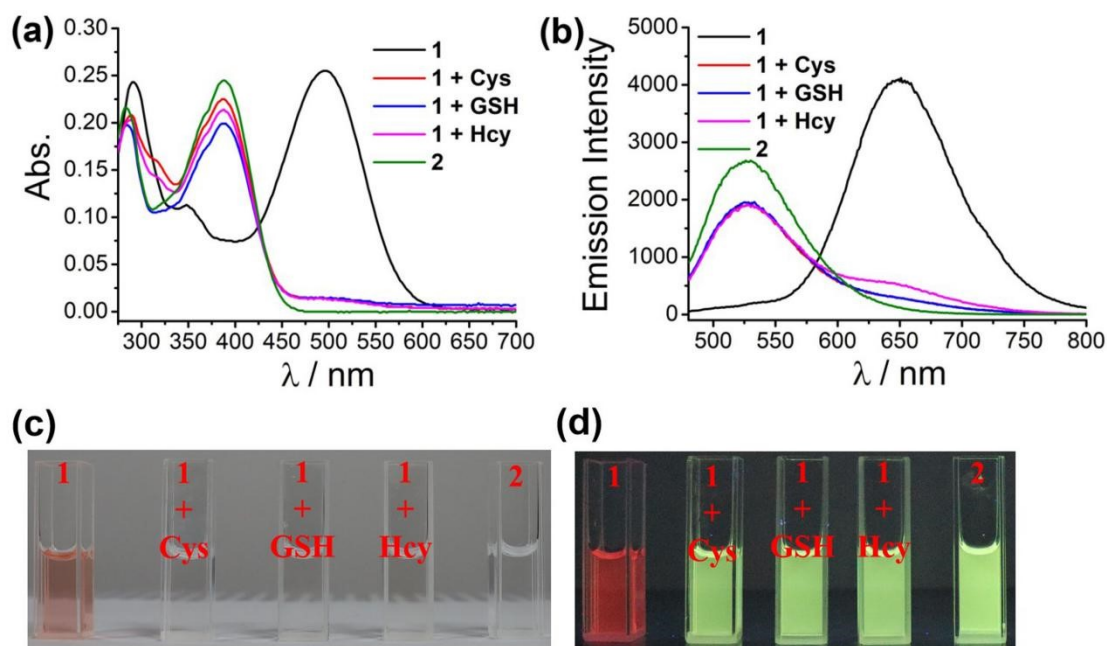 (a)
0.30
0.25
0.20
0.15
0.10
0.05
0.00
Abs.
300 350 400 450 500 550 600 650 700
λ / nm
1
1 + Cys
1 + GSH
1 + Hcy
2
(b)
5000
4000
3000
2000
1000
0
Emission Intensity
500 550 600 650 700 750 800
λ / nm
1
1 + Cys
1 + GSH
1 + Hcy
2
(c)
1
1
+
Cys
1
+
GSH
1
+
Hcy
2
(d)
1
1
+
Cys
1
+
GSH
1
+
Hcy
2